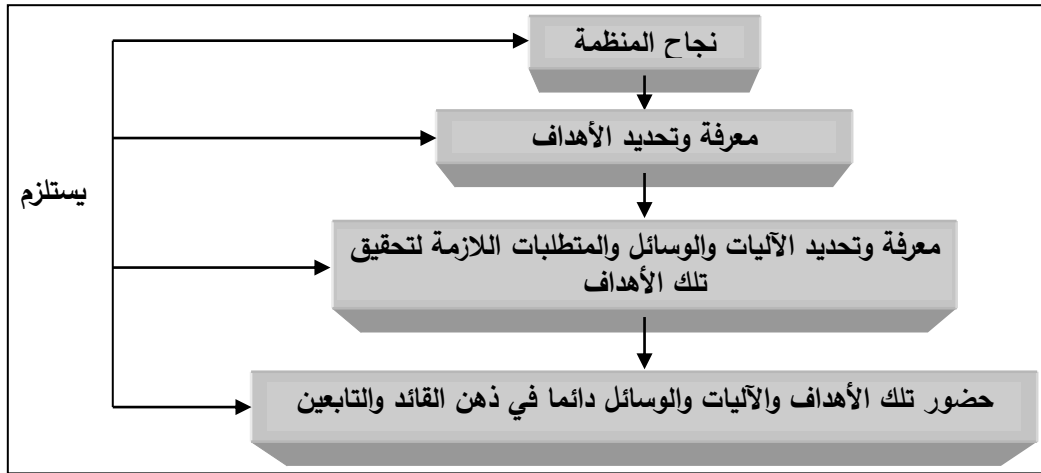 نجاح المنظمة
معرفة وتحديد الأهداف
يستلزم
معرفة وتحديد الآليات والوسائل والمتطلبات اللازمة لتحقيق
تلك الأهداف
حضور تلك الأهداف والآليات والوسائل دائما في ذهن القائد والتابعين